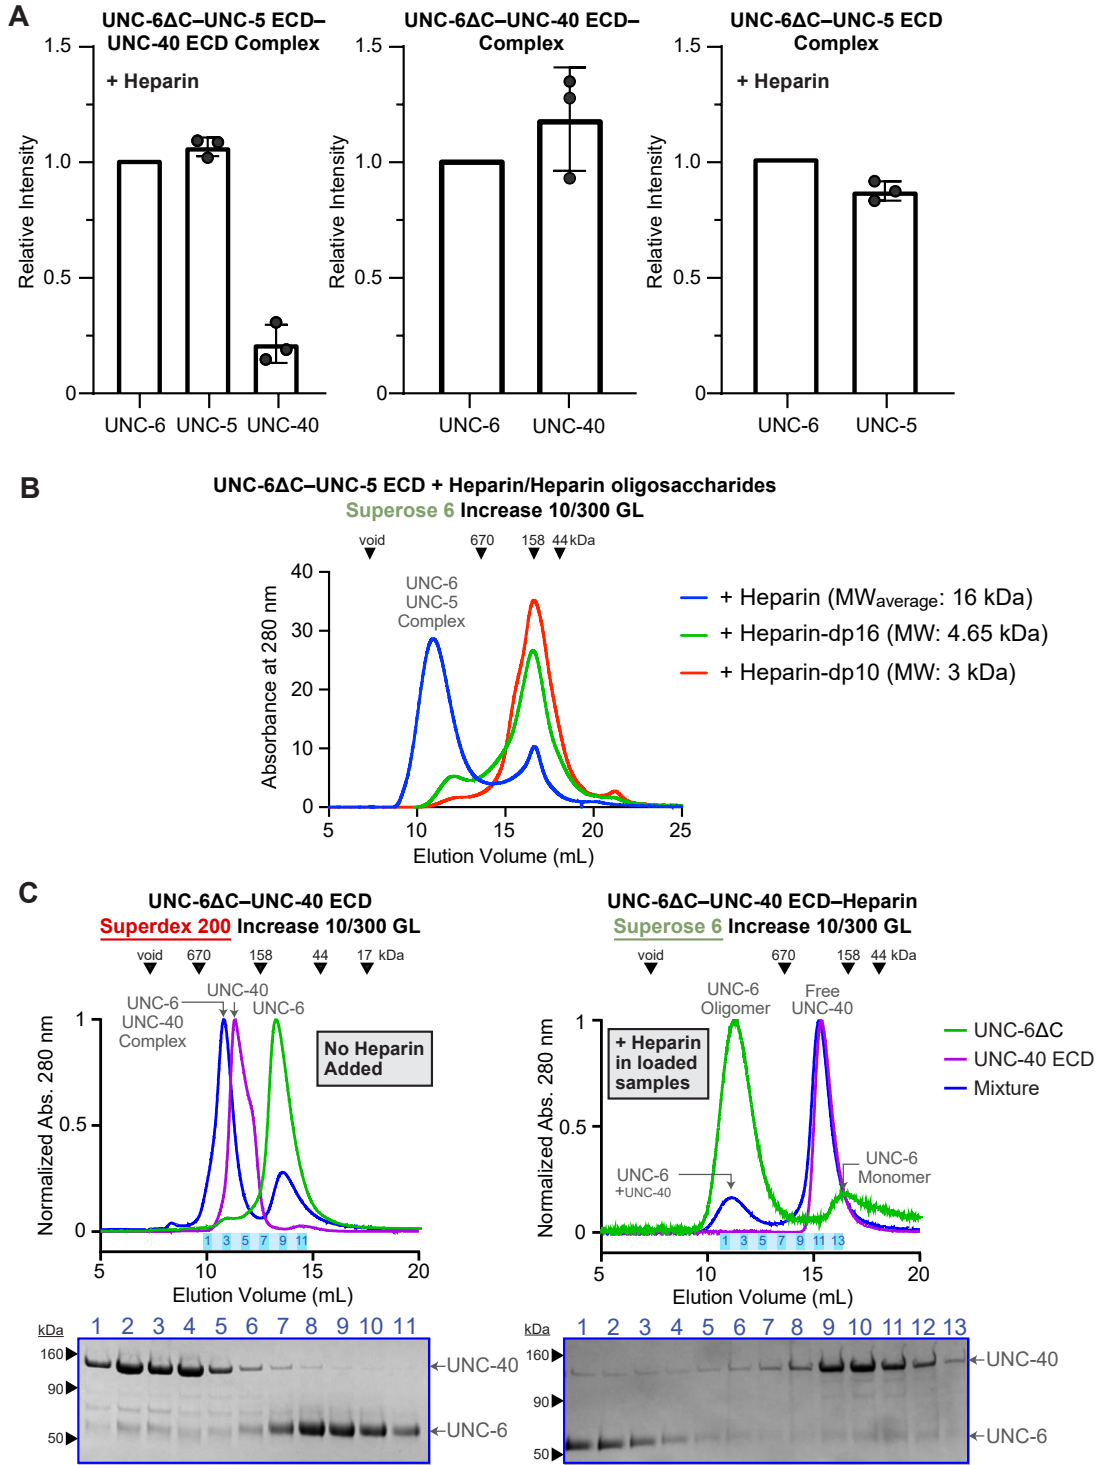 A
UNC-6ΔC–UNC-5 ECD–
UNC-40 ECD Complex
+ Heparin
Relative Intensity
1.5
1.0
0.5
0
UNC-6 UNC-5 UNC-40
UNC-6ΔC–UNC-40 ECD–
Complex
Relative Intensity
1.5
1.0
0.5
0
UNC-6 UNC-40
UNC-6ΔC–UNC-5 ECD
Complex
+ Heparin
Relative Intensity
1.5
1.0
0.5
0
UNC-6 UNC-5
B
UNC-6ΔC–UNC-5 ECD + Heparin/Heparin oligosaccharides
Superose 6 Increase 10/300 GL
void 670 158 44 kDa
UNC-6
UNC-5
Complex
Absorbance at 280 nm
40
30
20
10
0
5 10 15 20 25
Elution Volume (mL)
+ Heparin (MWaverage: 16 kDa)
+ Heparin-dp16 (MW: 4.65 kDa)
+ Heparin-dp10 (MW: 3 kDa)
C
UNC-6ΔC–UNC-40 ECD
Superdex 200 Increase 10/300 GL
void 670 158 44 17 kDa
UNC-6
UNC-40
Complex
UNC-40
UNC-6
No Heparin
Added
Normalized Abs. 280 nm
1
0.5
0
1 3 5 7 9 11
5 10 15 20
Elution Volume (mL)
kDa
1 2 3 4 5 6 7 8 9 10 11
160
90
50
UNC-40
UNC-6
UNC-6ΔC–UNC-40 ECD–Heparin
Superose 6 Increase 10/300 GL
void 670 158 44 kDa
UNC-6
Oligomer
Free
UNC-40
+ Heparin
in loaded
samples
UNC-6
+UNC-40
UNC-6
Monomer
Normalized Abs. 280 nm
1
0.5
0
1 3 5 7 9 11 13
5 10 15 20
Elution Volume (mL)
UNC-6ΔC
UNC-40 ECD
Mixture
kDa
1 2 3 4 5 6 7 8 9 10 11 12 13
160
90
50
UNC-40
UNC-6